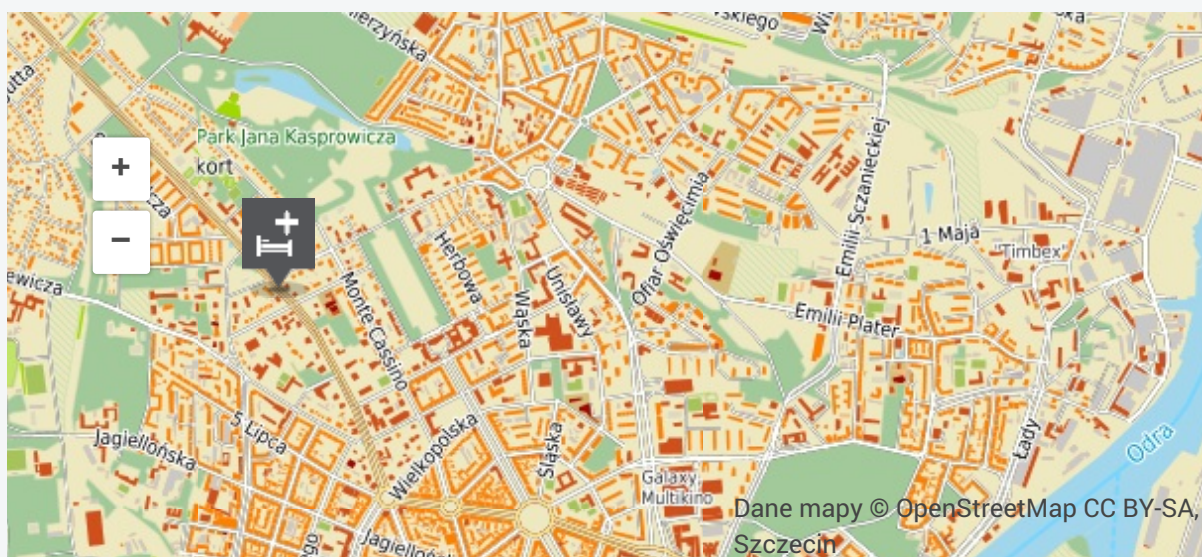 Park Jana Kasprowicza
kort
+
−
Monte Cassino
Herbowa
Wąska
Unisławy
Ofiar Oświęcimia
Emilii Sczanieckiej
1 Maja
"Timbex"
Emilii Plater
5 Lipca
Jagiellońska
Wielkopolska
Śląska
Łady
Odra
Galaxy,
Multikino
Dane mapy © OpenStreetMap CC BY-SA,
Szczecin